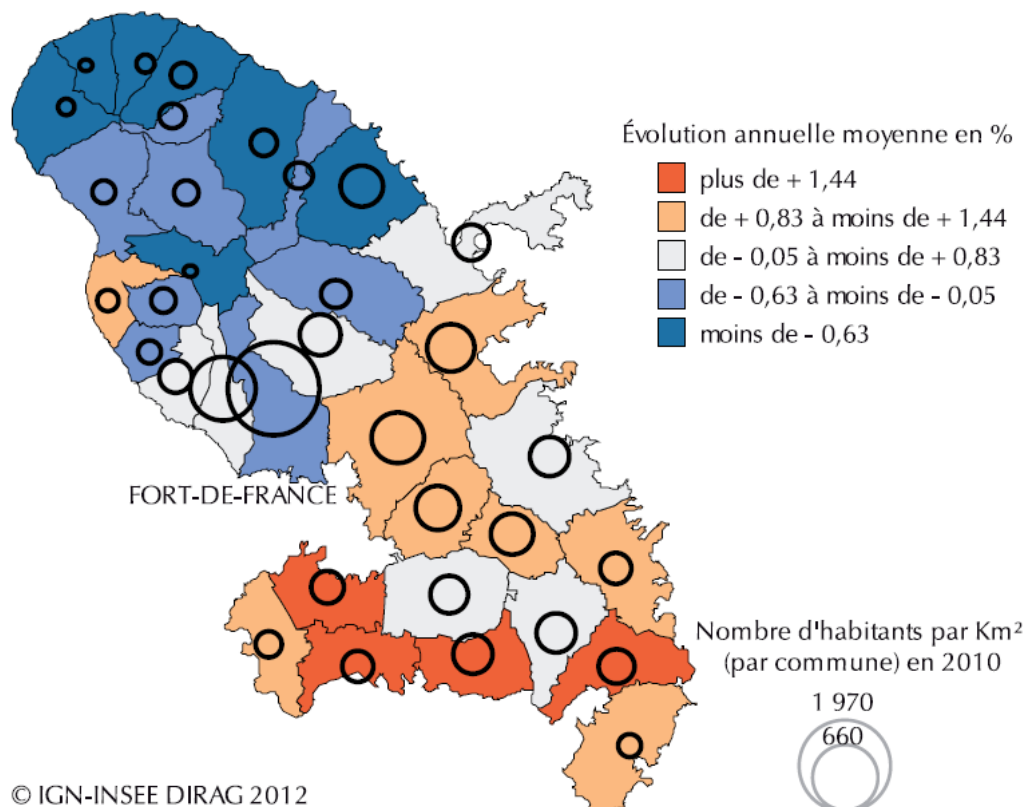 Évolution annuelle moyenne en %
plus de + 1,44
de + 0,83 à moins de + 1,44
de - 0,05 à moins de + 0,83
de - 0,63 à moins de - 0,05
moins de - 0,63
FORT-DE-FRANCE
Nombre d'habitants par Km²
(par commune) en 2010
1 970
660
© IGN-INSEE DIRAG 2012